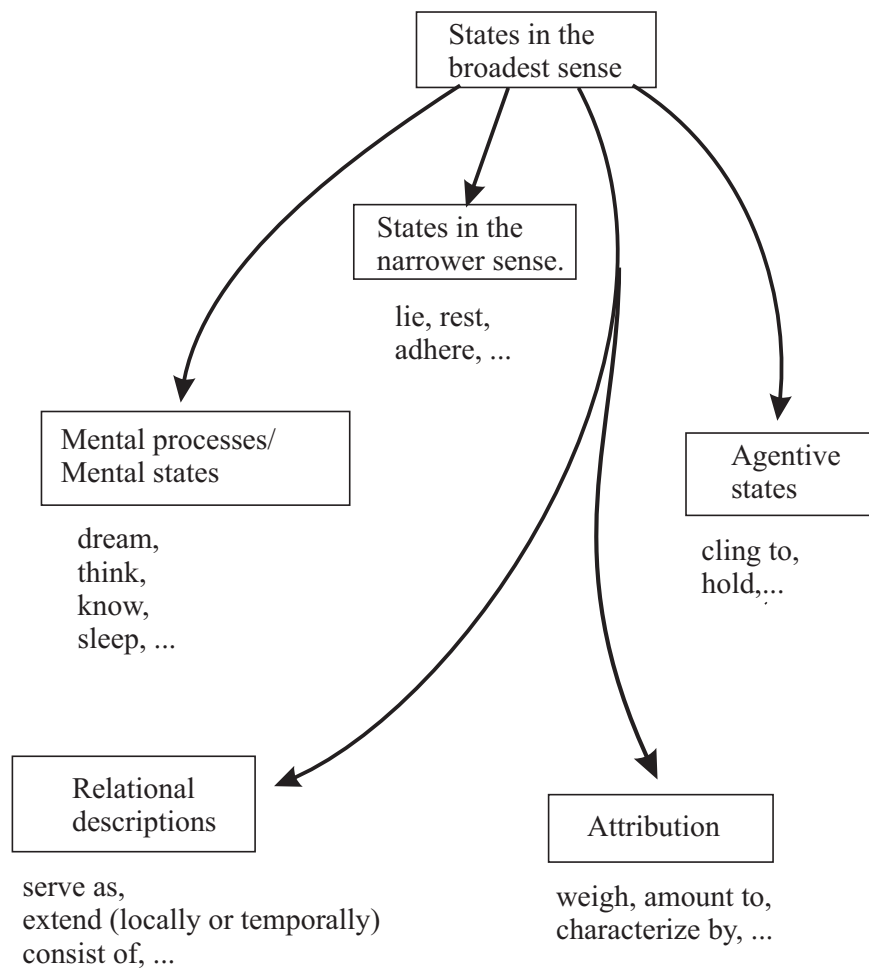 States in the
broadest sense
States in the
narrower sense.
lie, rest,
adhere, ...
Mental processes/
Mental states
dream,
think,
know,
sleep, ...
Agentive
states
cling to,
hold,...
Relational
descriptions
serve as,
extend (locally or temporally)
consist of, ...
Attribution
weigh, amount to,
characterize by, ...